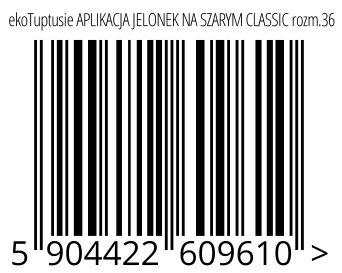 ekoTuptusie APLIKACJA JELONEK NA SZARYM CLASSIC rozm.36
5 904422 609610 >